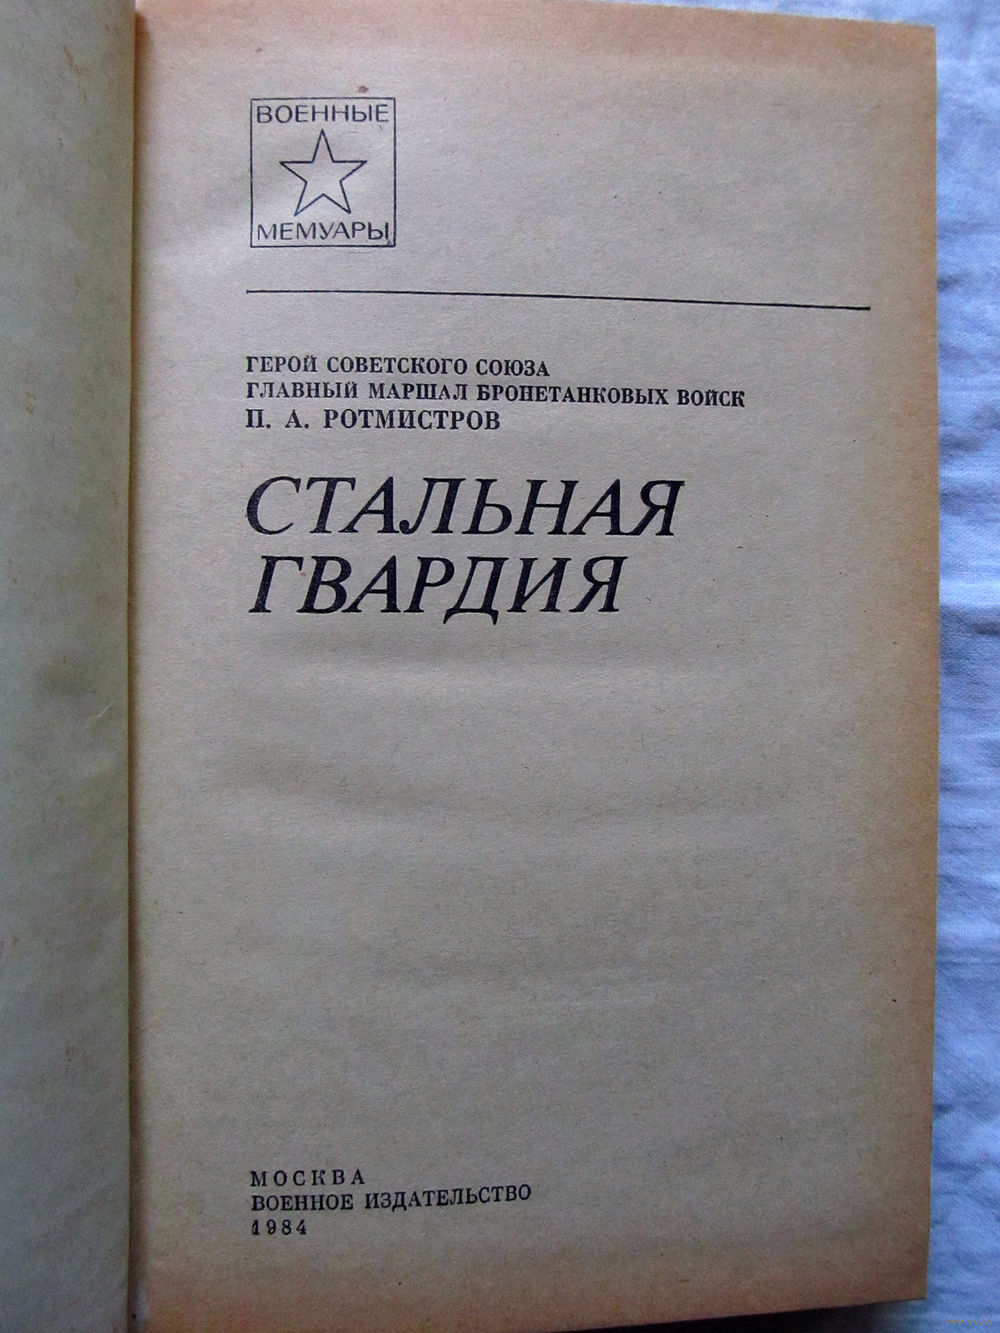 ВОЕННЫЕ
МЕМУАРЫ
ГЕРОЙ СОВЕТСКОГО СОЮЗА
ГЛАВНЫЙ МАРШАЛ БРОНЕТАНКОВЫХ ВОЙСК
П. А. РОТМИСТРОВ
СТАЛЬНАЯ
ГВАРДИЯ
МОСКВА
ВОЕННОЕ ИЗДАТЕЛЬСТВО
1984